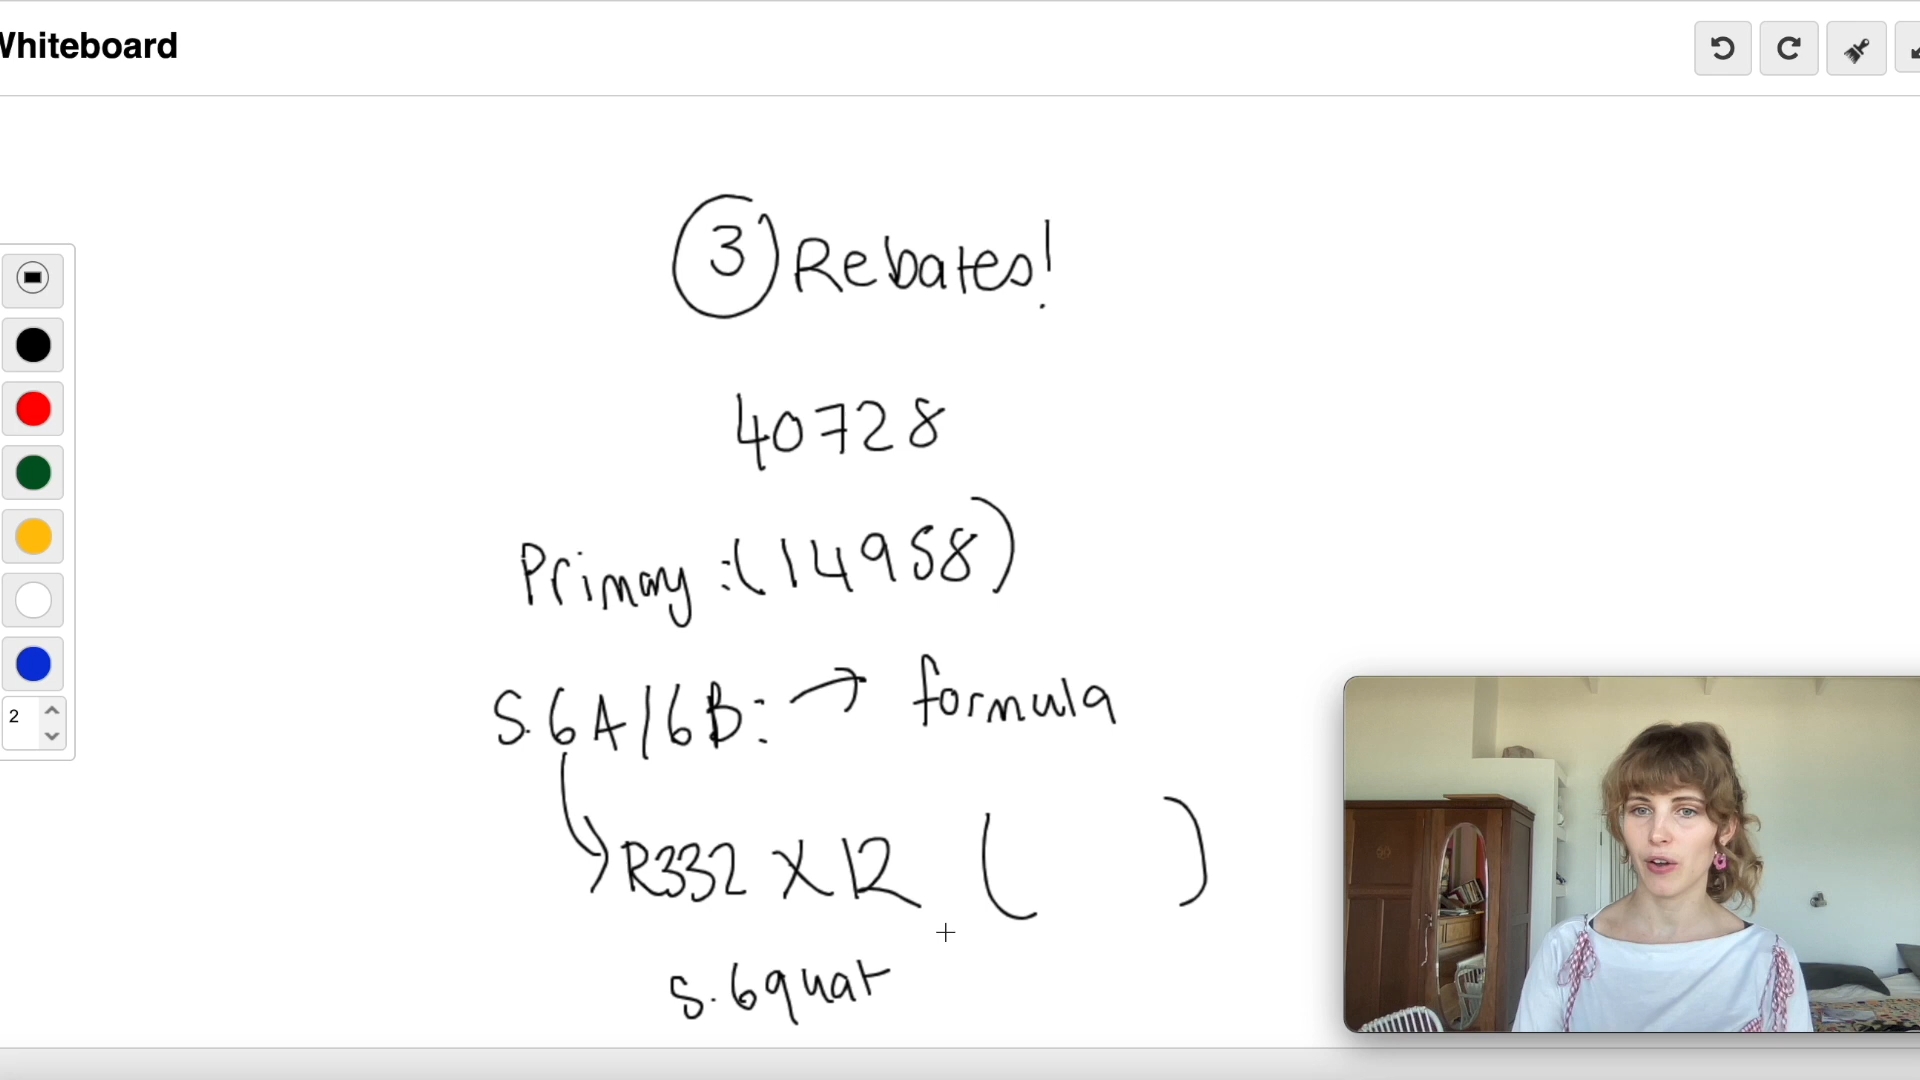 Whiteboard
③ Rebates!
40728
Primary :(14958)
S.6A/6B: → formula
R332 X 12 ( )
S.6quat
2